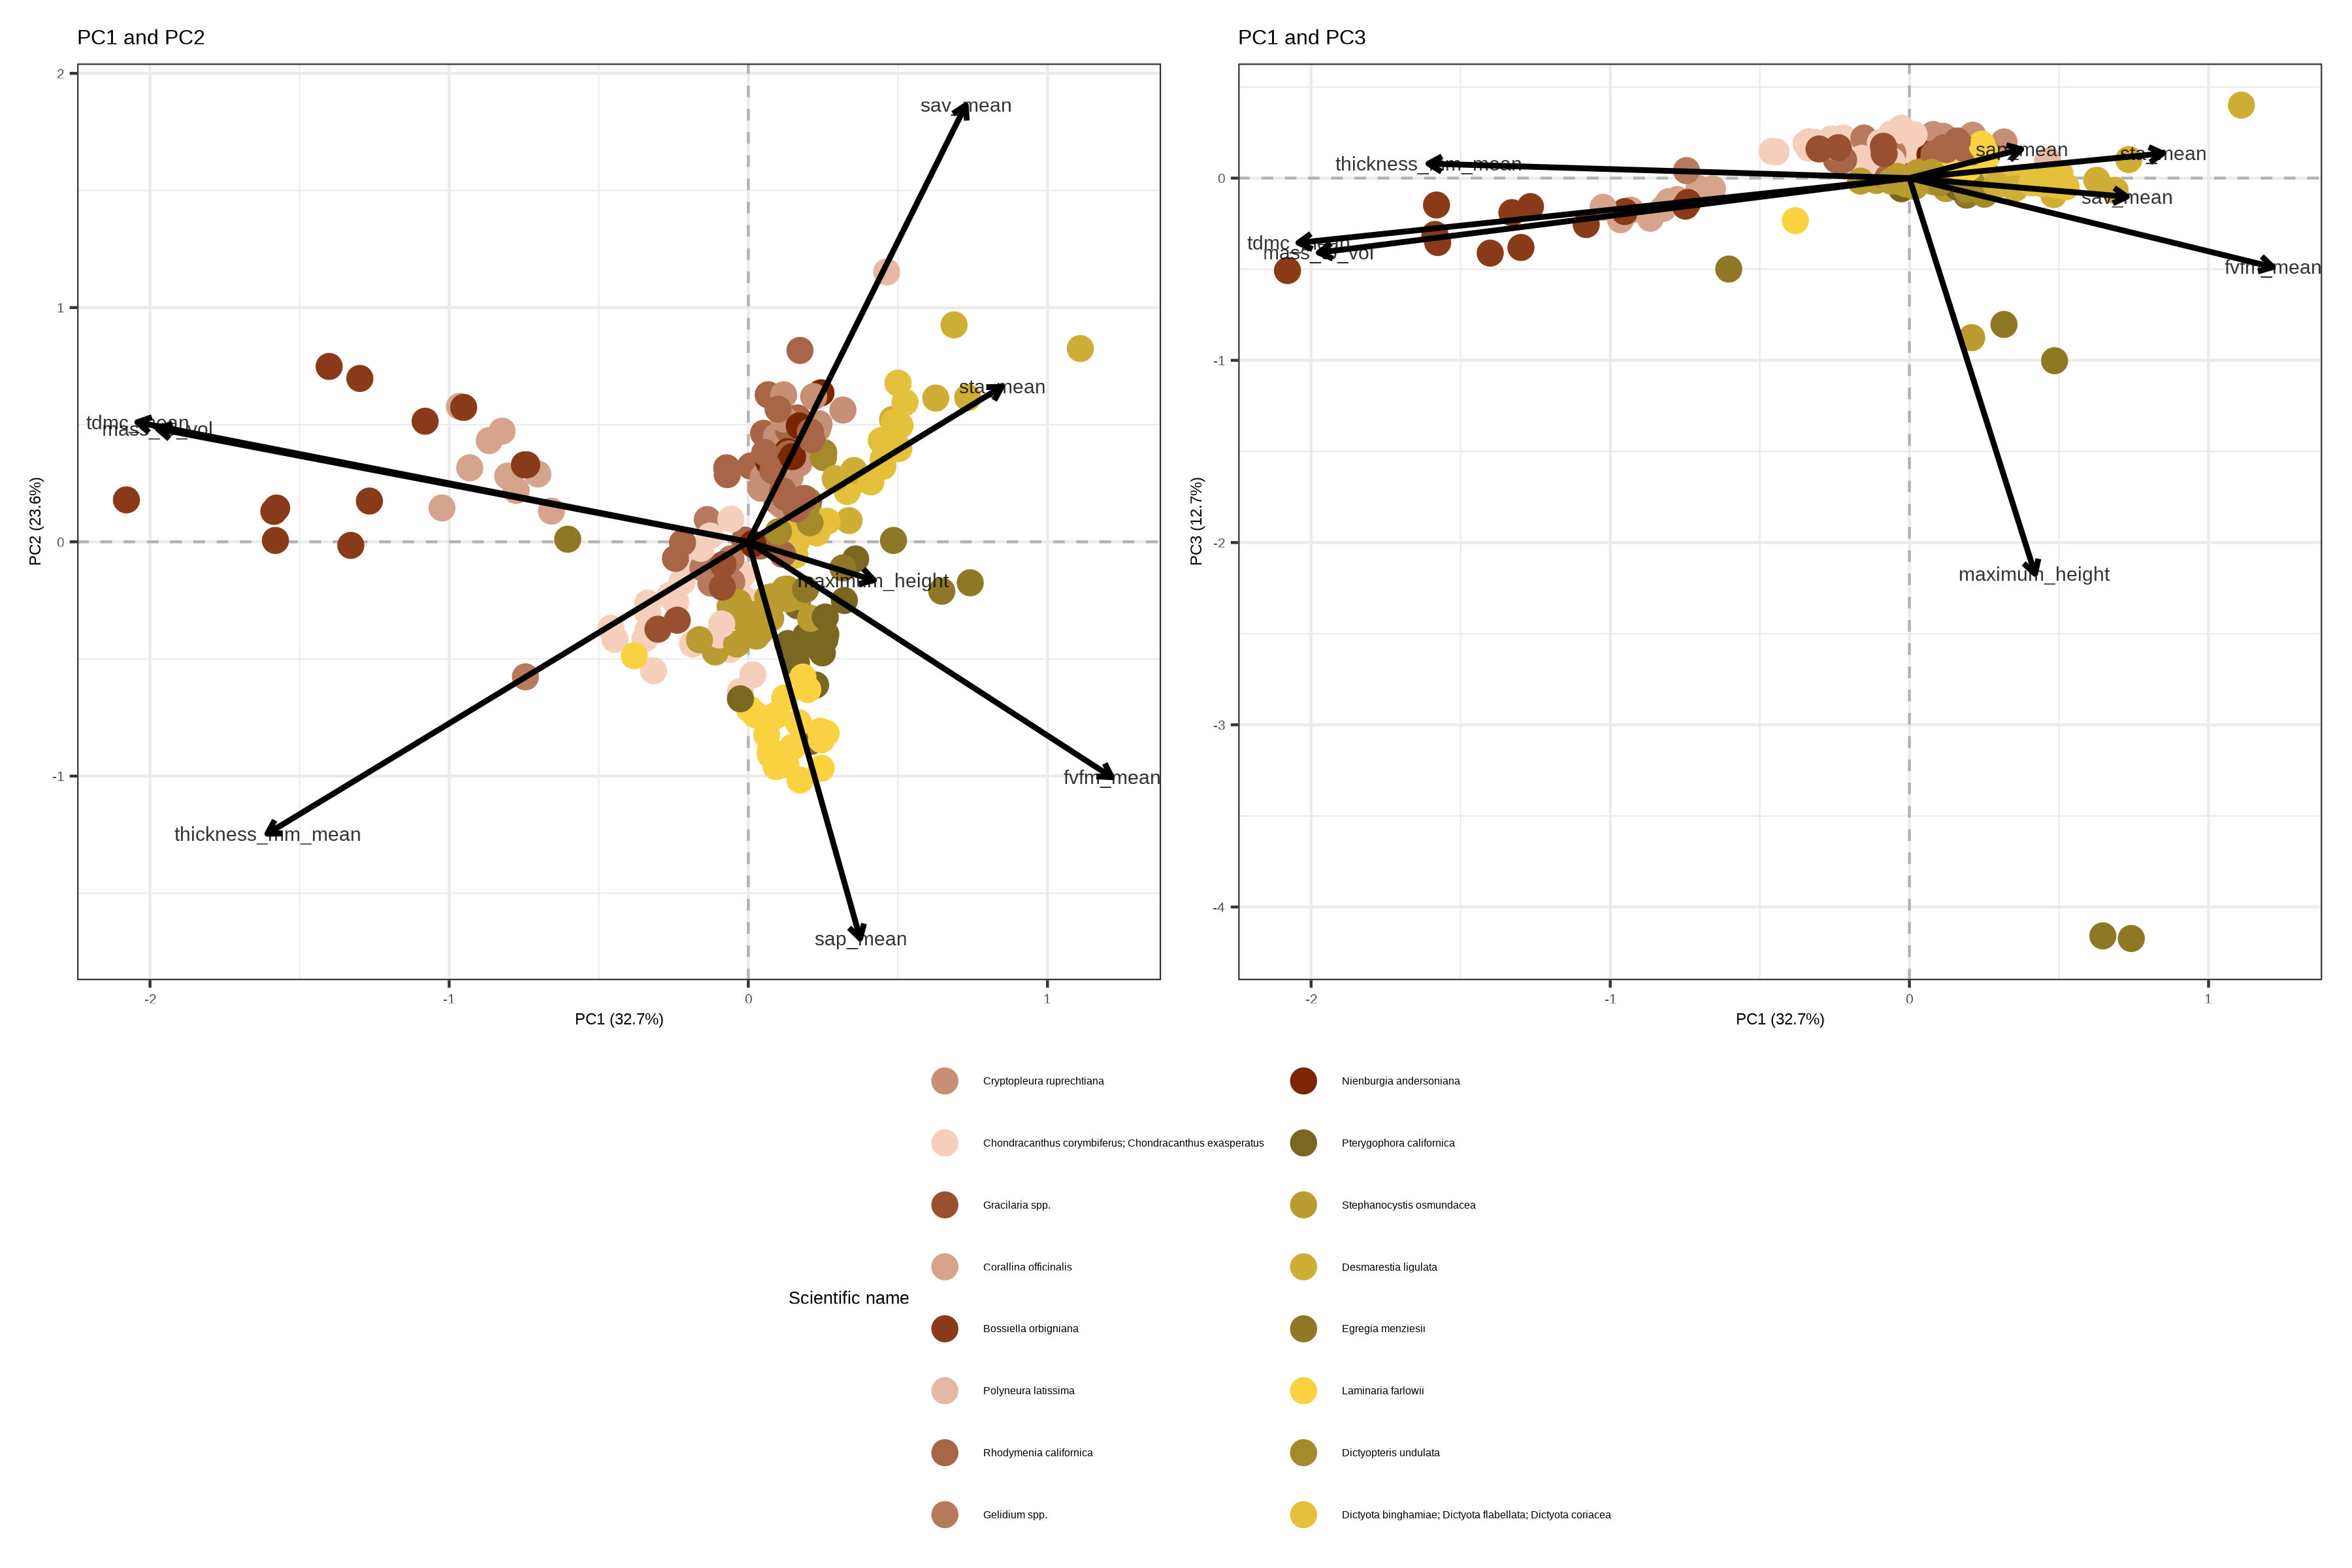 PC1 and PC2
2
1
0
-1
PC2 (23.6%)
sav_mean
sta_mean
tdmc_mean
mass_to_vol
maximum_height
fvfm_mean
thickness_mm_mean
sap_mean
-2
-1
0
1
PC1 (32.7%)
PC1 and PC3
0
-1
-2
-3
-4
PC3 (12.7%)
thickness_mm_mean
sap_mean
sta_mean
sav_mean
tdmc_mean
mass_to_vol
fvfm_mean
maximum_height
-2
-1
0
1
PC1 (32.7%)
Scientific name
Cryptopleura ruprechtiana
Chondracanthus corymbiferus; Chondracanthus exasperatus
Gracilaria spp.
Corallina officinalis
Bossiella orbigniana
Polyneura latissima
Rhodymenia californica
Gelidium spp.
Nienburgia andersoniana
Pterygophora californica
Stephanocystis osmundacea
Desmarestia ligulata
Egregia menziesii
Laminaria farlowii
Dictyopteris undulata
Dictyota binghamiae; Dictyota flabellata; Dictyota coriacea